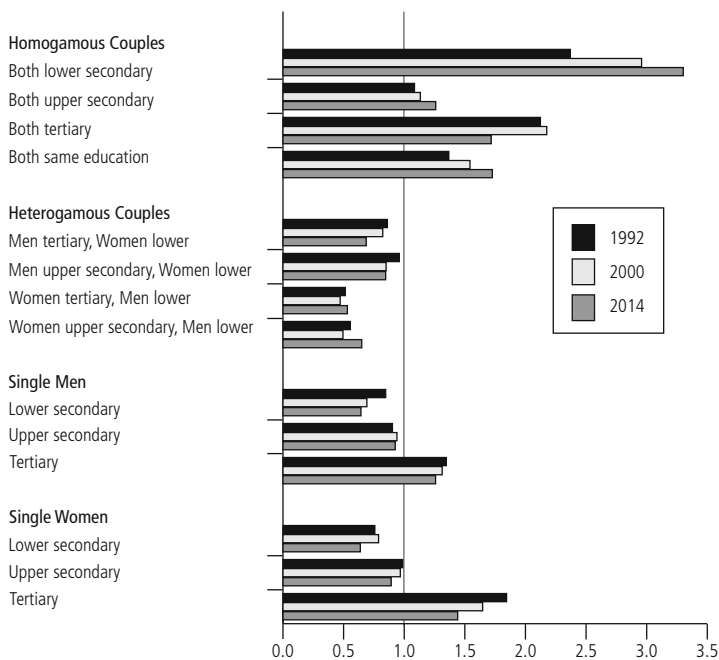 Homogamous Couples
Both lower secondary
Both upper secondary
Both tertiary
Both same education
Heterogamous Couples
Men tertiary, Women lower
Men upper secondary, Women lower
Women tertiary, Men lower
Women upper secondary, Men lower
1992
2000
2014
Single Men
Lower secondary
Upper secondary
Tertiary
Single Women
Lower secondary
Upper secondary
Tertiary
0.0 0.5 1.0 1.5 2.0 2.5 3.0 3.5